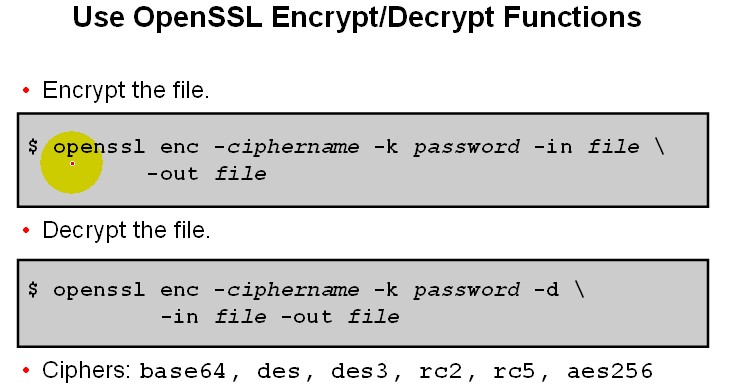 Use OpenSSL Encrypt/Decrypt Functions
• Encrypt the file.
$ openssl enc -ciphername -k password -in file \
-out file
• Decrypt the file.
$ openssl enc -ciphername -k password -d \
-in file -out file
• Ciphers: base64, des, des3, rc2, rc5, aes256